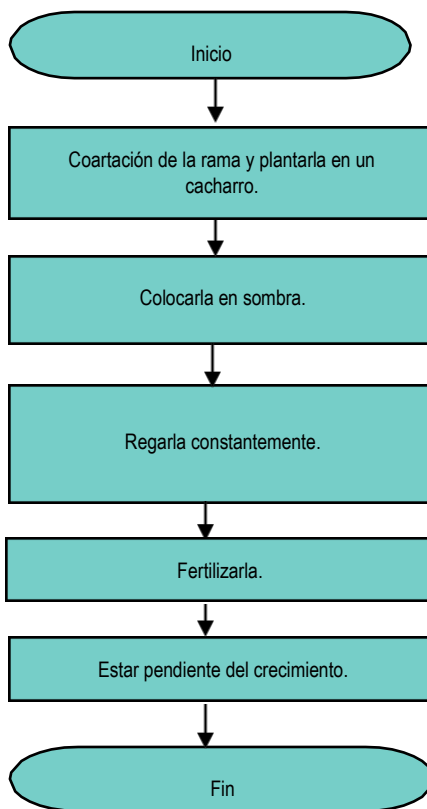 Inicio
Coartación de la rama y plantarla en un
cacharro.
Colocarla en sombra.
Regarla constantemente.
Fertilizarla.
Estar pendiente del crecimiento.
Fin